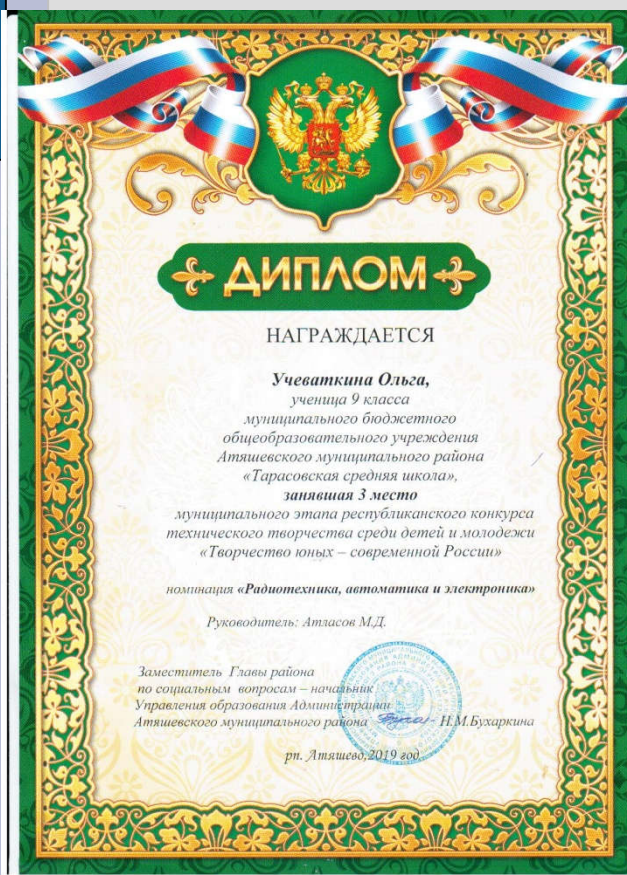 ДИПЛОМ
НАГРАЖДАЕТСЯ
Учеваткина Ольга,
ученица 9 класса
муниципального бюджетного
общеобразовательного учреждения
Атяшевского муниципального района
«Тарасовская средняя школа»,
занявшая 3 место
муниципального этапа республиканского конкурса
технического творчества среди детей и молодежи
«Творчество юных – современной России»
номинация «Радиотехника, автоматика и электроника»
Руководитель: Атласов М.Д.
Заместитель Главы района
по социальным вопросам – начальник
Управления образования Администрации
Атяшевского муниципального района Н.М.Бухаркина
рп. Атяшево,2019 год